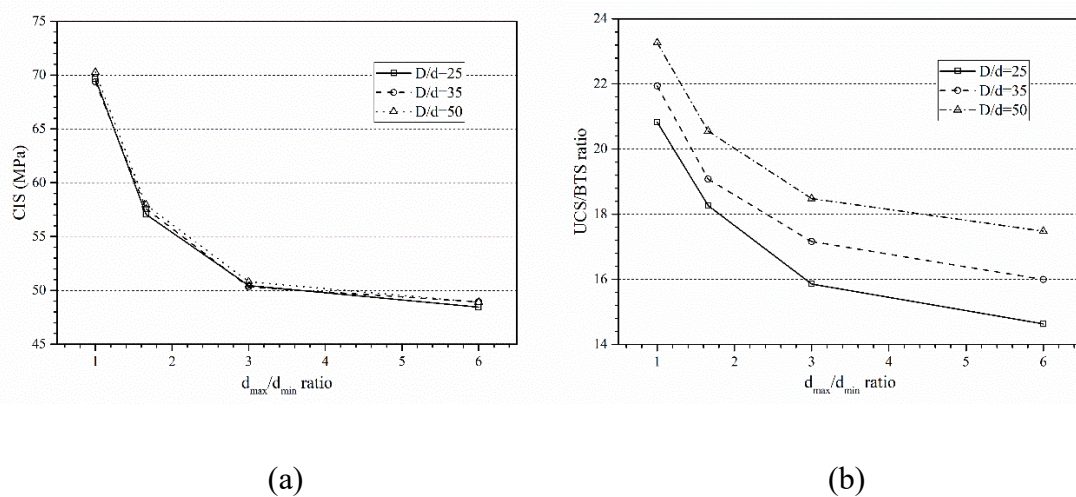 75
70
65
60
55
50
45
CIS (MPa)
D/d=25
D/d=35
D/d=50
1 2 3 4 5 6
dmax/dmin ratio
(a)
24
22
20
18
16
14
UCS/BTS ratio
D/d=25
D/d=35
D/d=50
1 2 3 4 5 6
dmax/dmin ratio
(b)